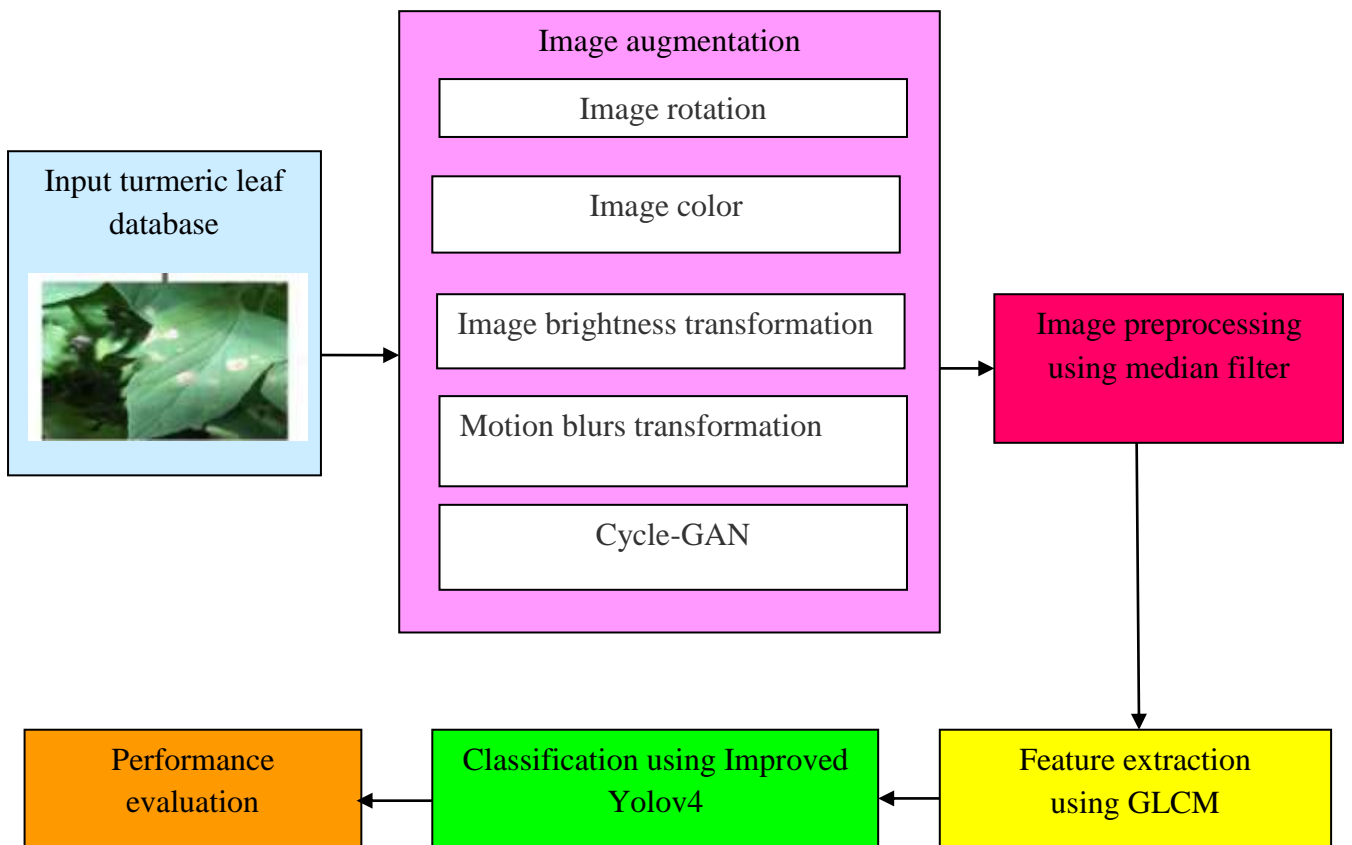 Input turmeric leaf
database
Image augmentation
Image rotation
Image color
Image brightness transformation
Motion blurs transformation
Cycle-GAN
Image preprocessing
using median filter
Feature extraction
using GLCM
Classification using Improved
Yolov4
Performance
evaluation